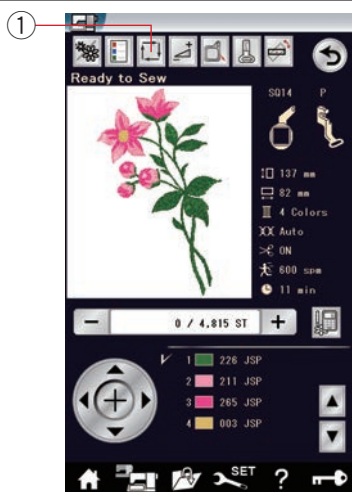 1
Ready to Sew
SQ14 P
137 mm
82 mm
4 Colors
Auto
ON
600 spm
11 min
0 / 4,815 ST
1 226 JSP
2 211 JSP
3 265 JSP
4 003 JSP
SET
?